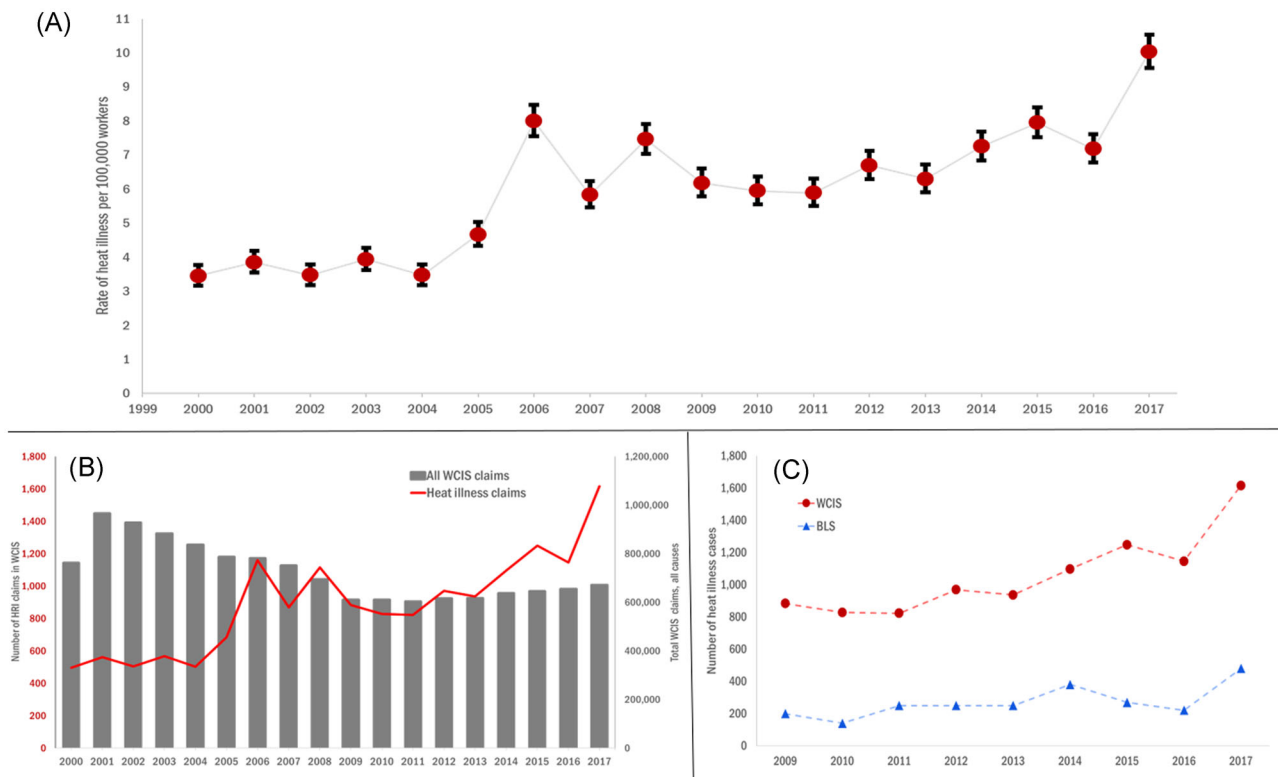 (A)
Rate of heat illness per 100,000 workers
11
10
9
8
7
6
5
4
3
2
1
0
1999 2000 2001 2002 2003 2004 2005 2006 2007 2008 2009 2010 2011 2012 2013 2014 2015 2016 2017
(B)
Number of HRI claims in WCIS
1,800
1,600
1,400
1,200
1,000
800
600
400
200
0
All WCIS claims
Heat illness claims
1,200,000
1,000,000
800,000
600,000
400,000
200,000
0
Total WCIS claims, all causes
2000 2001 2002 2003 2004 2005 2006 2007 2008 2009 2010 2011 2012 2013 2014 2015 2016 2017
(C)
Number of heat illness cases
1,800
1,600
1,400
1,200
1,000
800
600
400
200
0
WCIS
BLS
2009 2010 2011 2012 2013 2014 2015 2016 2017